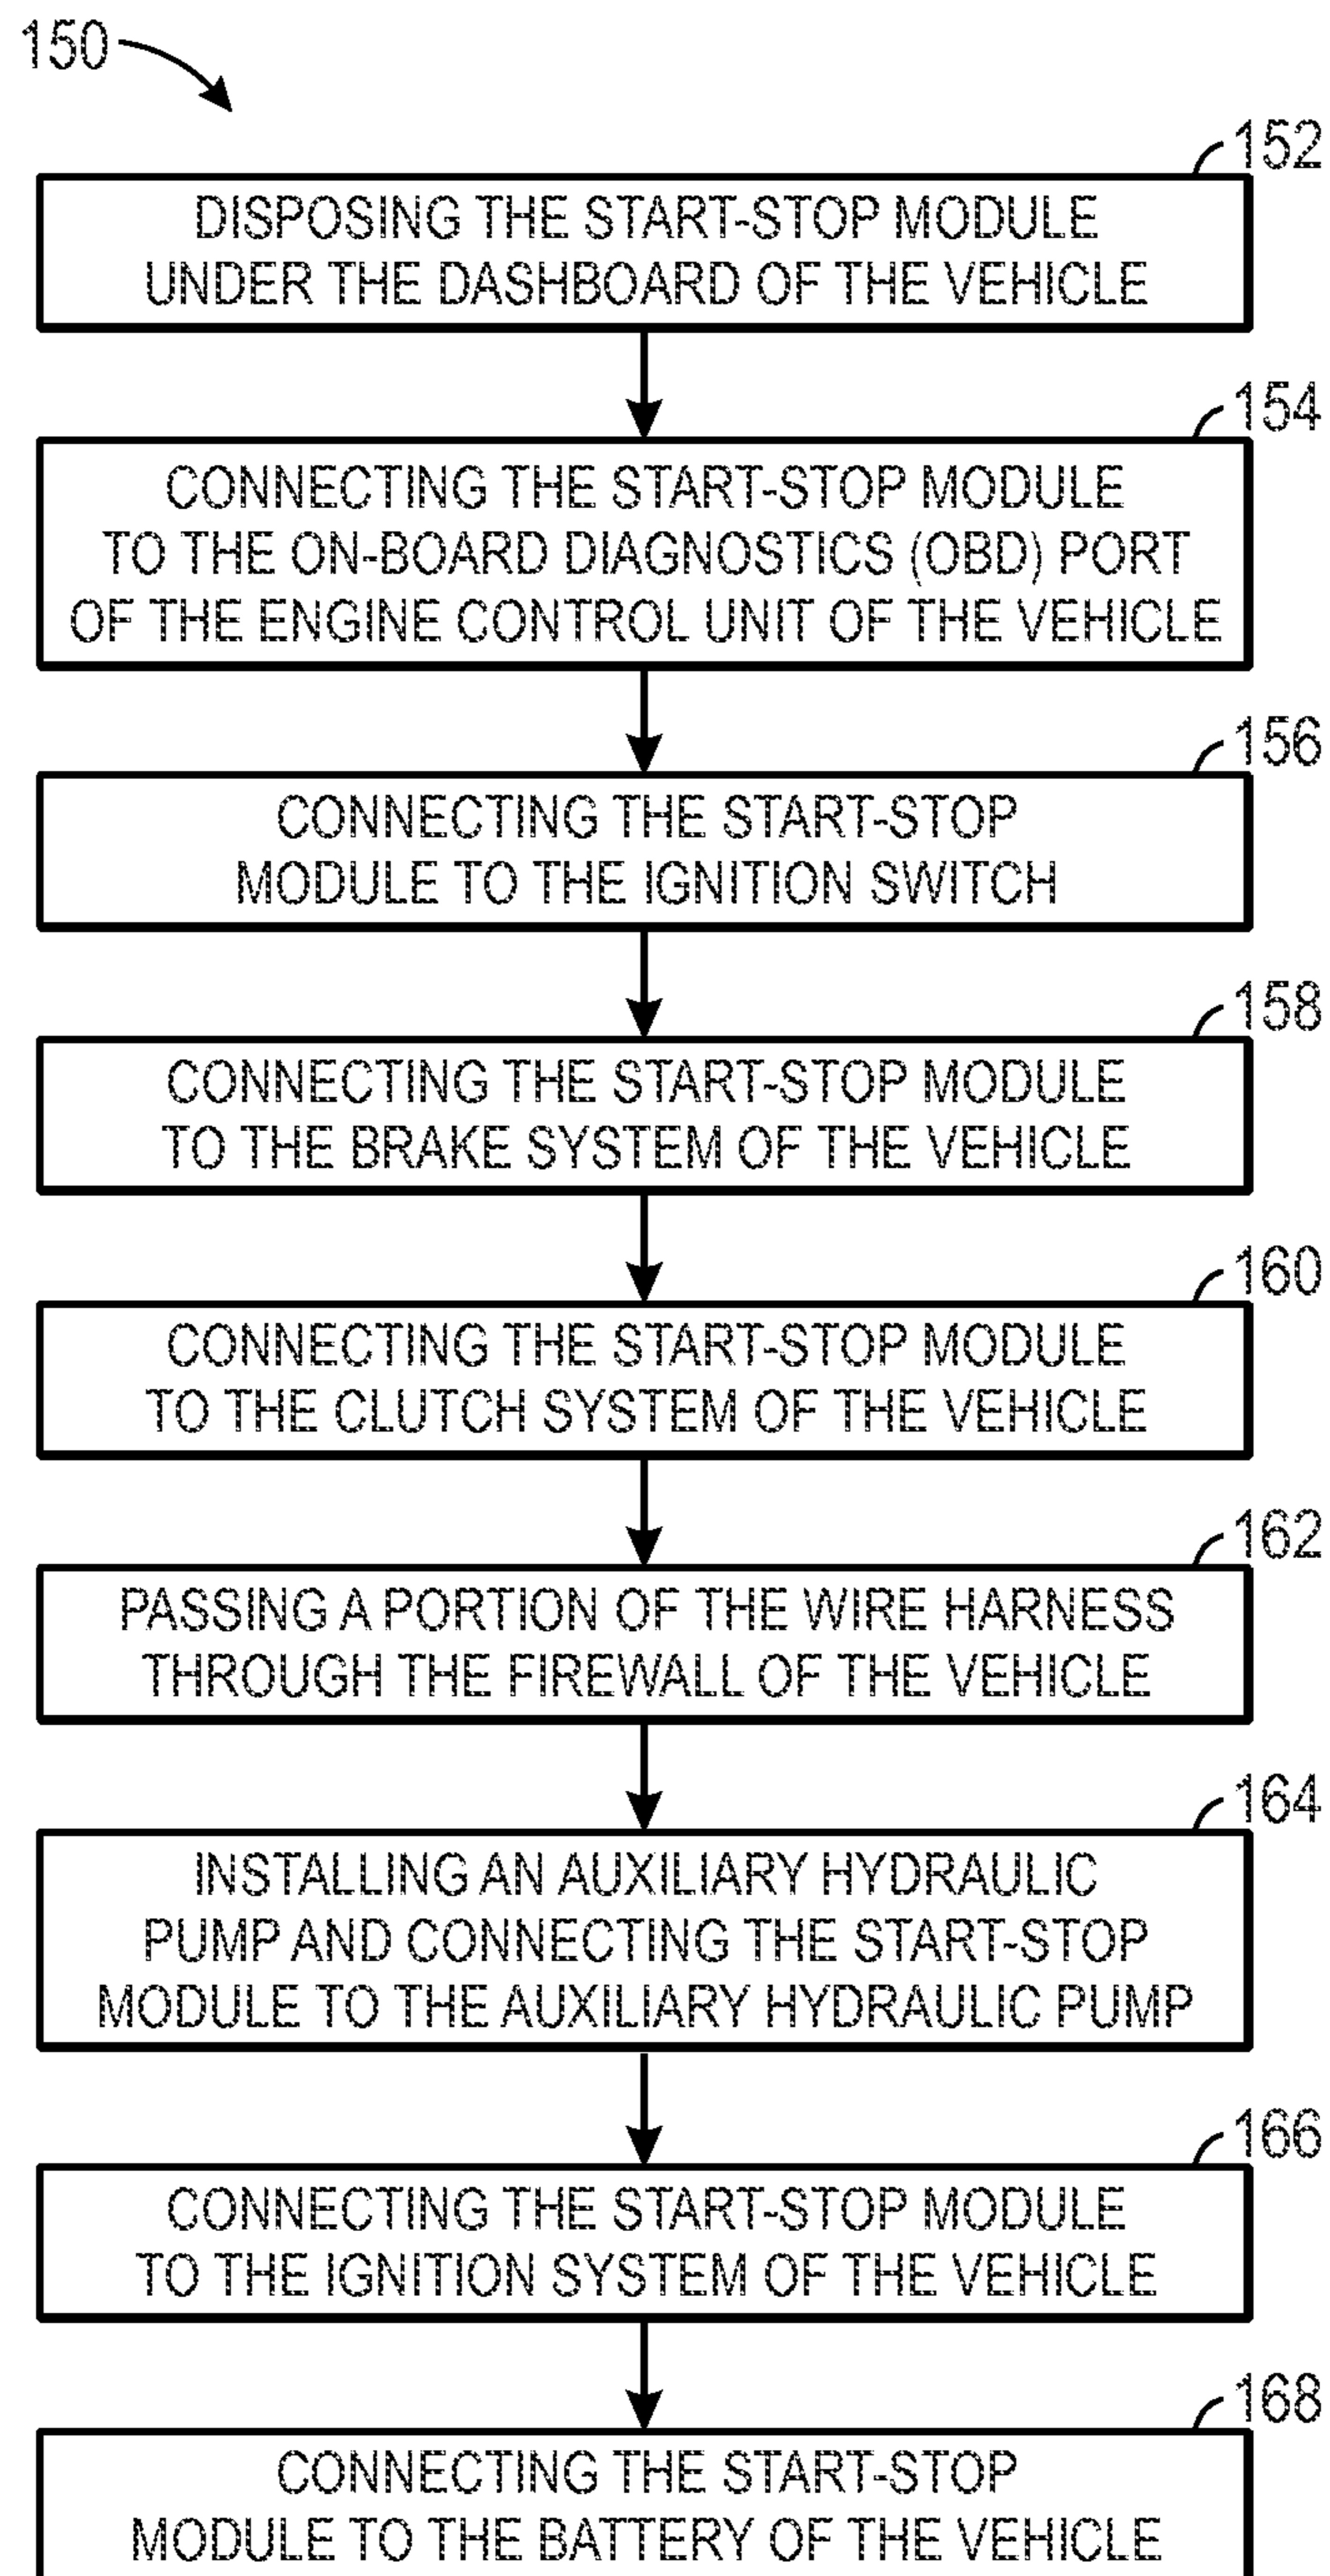 150
152
DISPOSING THE START-STOP MODULE
UNDER THE DASHBOARD OF THE VEHICLE
154
CONNECTING THE START-STOP MODULE
TO THE ON-BOARD DIAGNOSTICS (OBD) PORT
OF THE ENGINE CONTROL UNIT OF THE VEHICLE
156
CONNECTING THE START-STOP
MODULE TO THE IGNITION SWITCH
158
CONNECTING THE START-STOP MODULE
TO THE BRAKE SYSTEM OF THE VEHICLE
160
CONNECTING THE START-STOP MODULE
TO THE CLUTCH SYSTEM OF THE VEHICLE
162
PASSING A PORTION OF THE WIRE HARNESS
THROUGH THE FIREWALL OF THE VEHICLE
164
INSTALLING AN AUXILIARY HYDRAULIC
PUMP AND CONNECTING THE START-STOP
MODULE TO THE AUXILIARY HYDRAULIC PUMP
166
CONNECTING THE START-STOP MODULE
TO THE IGNITION SYSTEM OF THE VEHICLE
168
CONNECTING THE START-STOP
MODULE TO THE BATTERY OF THE VEHICLE